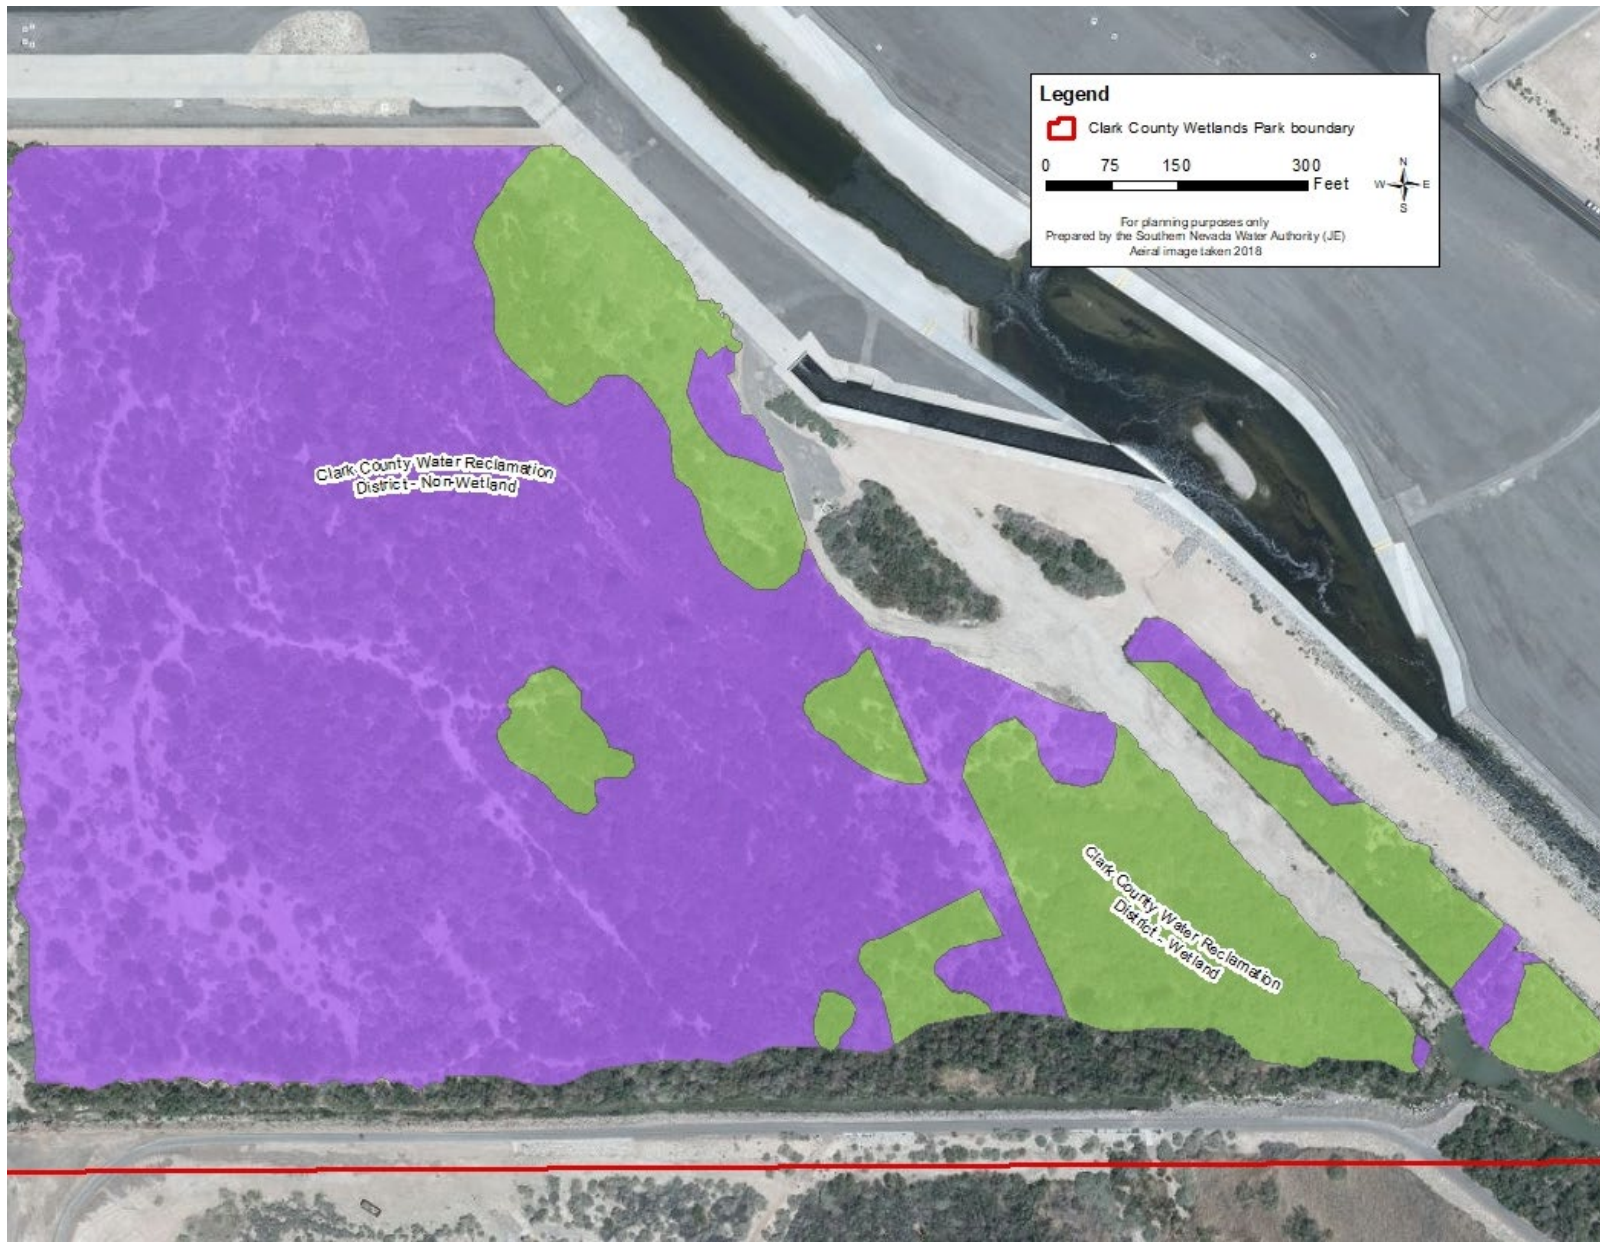 Legend
Clark County Wetlands Park boundary
0 75 150 300
Feet
N
W E
S
For planning purposes only
Prepared by the Southern Nevada Water Authority (JE)
Aeiral image taken 2018
Clark County Water Reclamation
District - Non-Wetland
Clark County Water Reclamation
District - Wetland